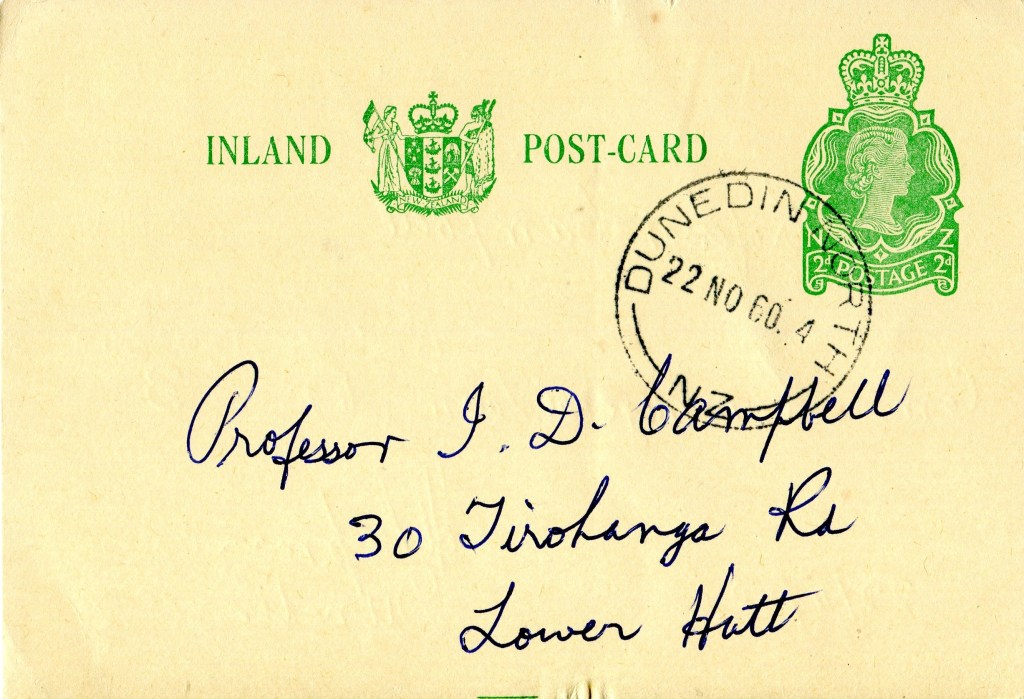 INLAND POST-CARD
NEW ZEALAND
N Z
2d POSTAGE 2d
DUNEDIN NORTH
22 NO 60. 4
NZ
Professor I. D. Campbell
30 Tirohanga Rd
Lower Hutt